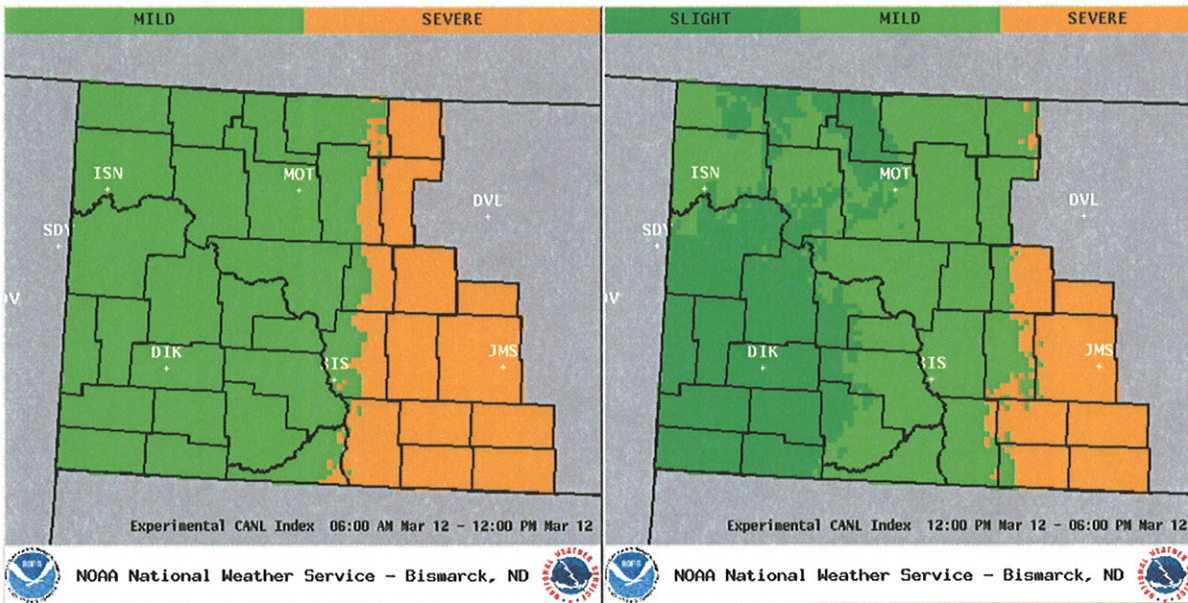 MILD SEVERE
ISN
MOT
DVL
SDY
DV
DIK
BIS
JMS
Experimental CANL Index 06:00 AM Mar 12 - 12:00 PM Mar 12
NOAA National Weather Service - Bismarck, ND
SLIGHT MILD SEVERE
ISN
MOT
DVL
SDY
DV
DIK
BIS
JMS
Experimental CANL Index 12:00 PM Mar 12 - 06:00 PM Mar 12
NOAA National Weather Service - Bismarck, ND